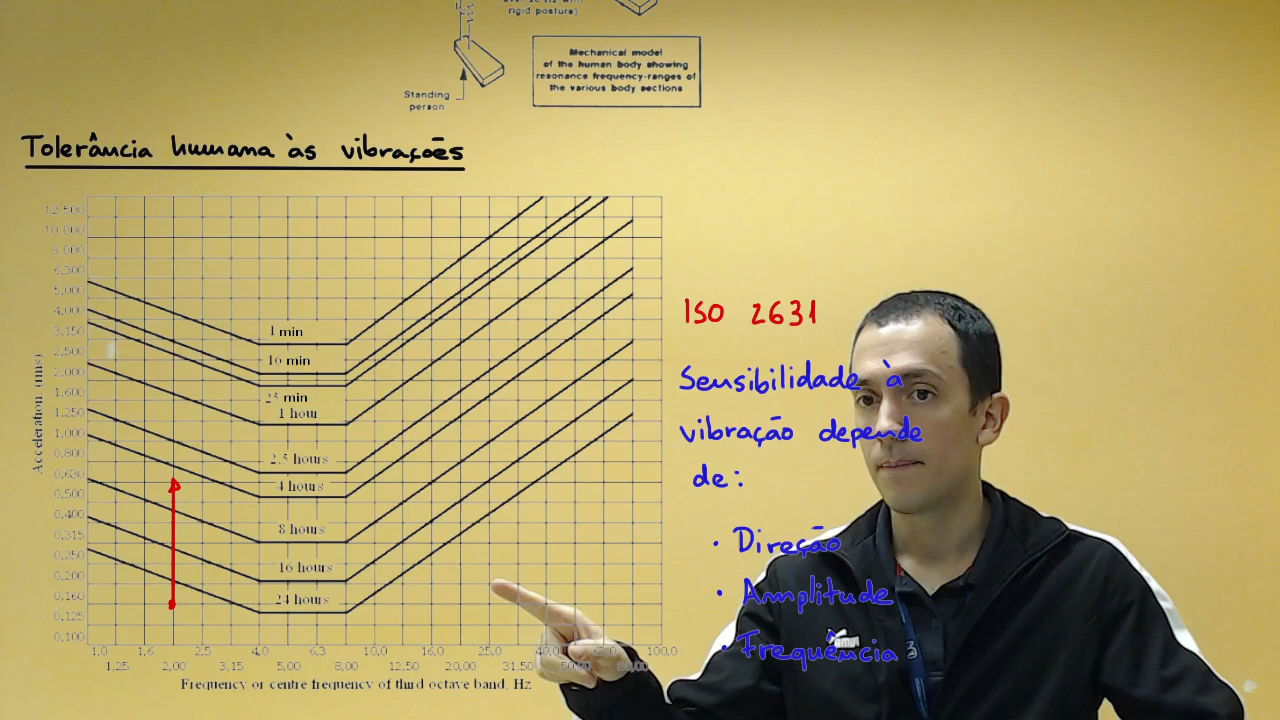 rigid posture)
Mechanical model
of the human body showing
resonance frequency-ranges of
the various body sections
Standing
person
Tolerância humana às vibrações
12 500
10 000
8 000
6,300
5,000
4,000
3,150
2,500
2,000
1,600
1,250
1,000
0,800
0,630
0,500
0,400
0,315
0,250
0,200
0,160
0,125
0,100
Acceleration (rms)
1 min
16 min
25 min
1 hour
2.5 hours
4 hours
8 hours
16 hours
24 hours
1,0 1,6 2,5 4,0 6,3 10,0 16,0 25,0 40,0 100,0
1,25 2,00 3,15 5,00 8,00 12,50 20,00 31,50
Frequency or centre frequency of third octave band, Hz
ISO 2631
Sensibilidade à
vibração depende
de:
• Direção
• Amplitude
• Frequência